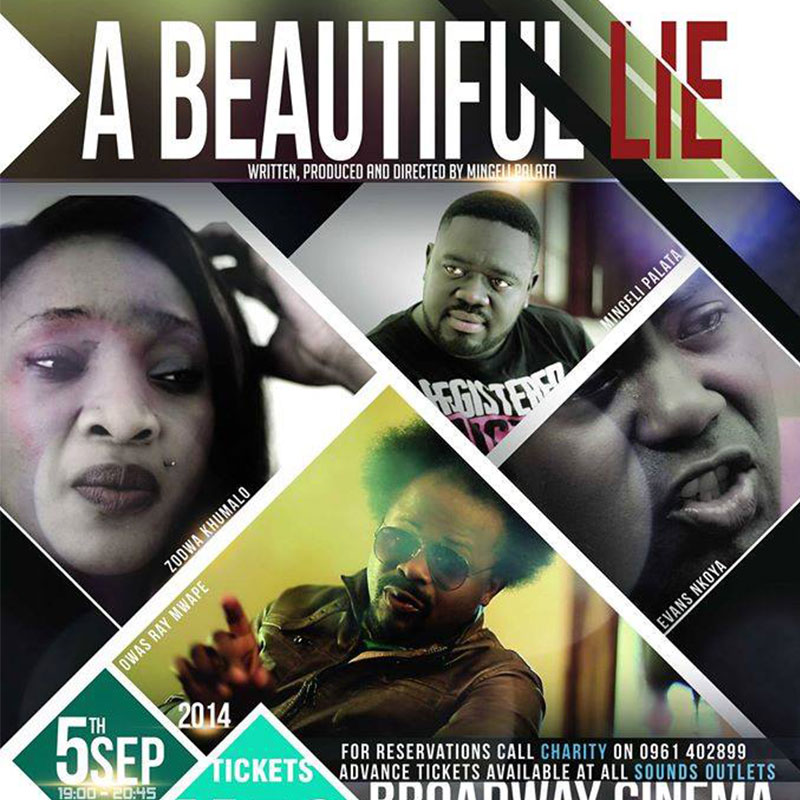 A BEAUTIFUL LIE
WRITTEN, PRODUCED AND DIRECTED BY MINGELI PALATA
MINGELI PALATA
REGISTERED
ZODWA KHUMALO
EVANS NKOYA
OWAS RAY MWAPE
2014
5TH SEP
19:00 - 20:45
TICKETS
FOR RESERVATIONS CALL CHARITY ON 0961 402899
ADVANCE TICKETS AVAILABLE AT ALL SOUNDS OUTLETS
BROADWAY CINEMA